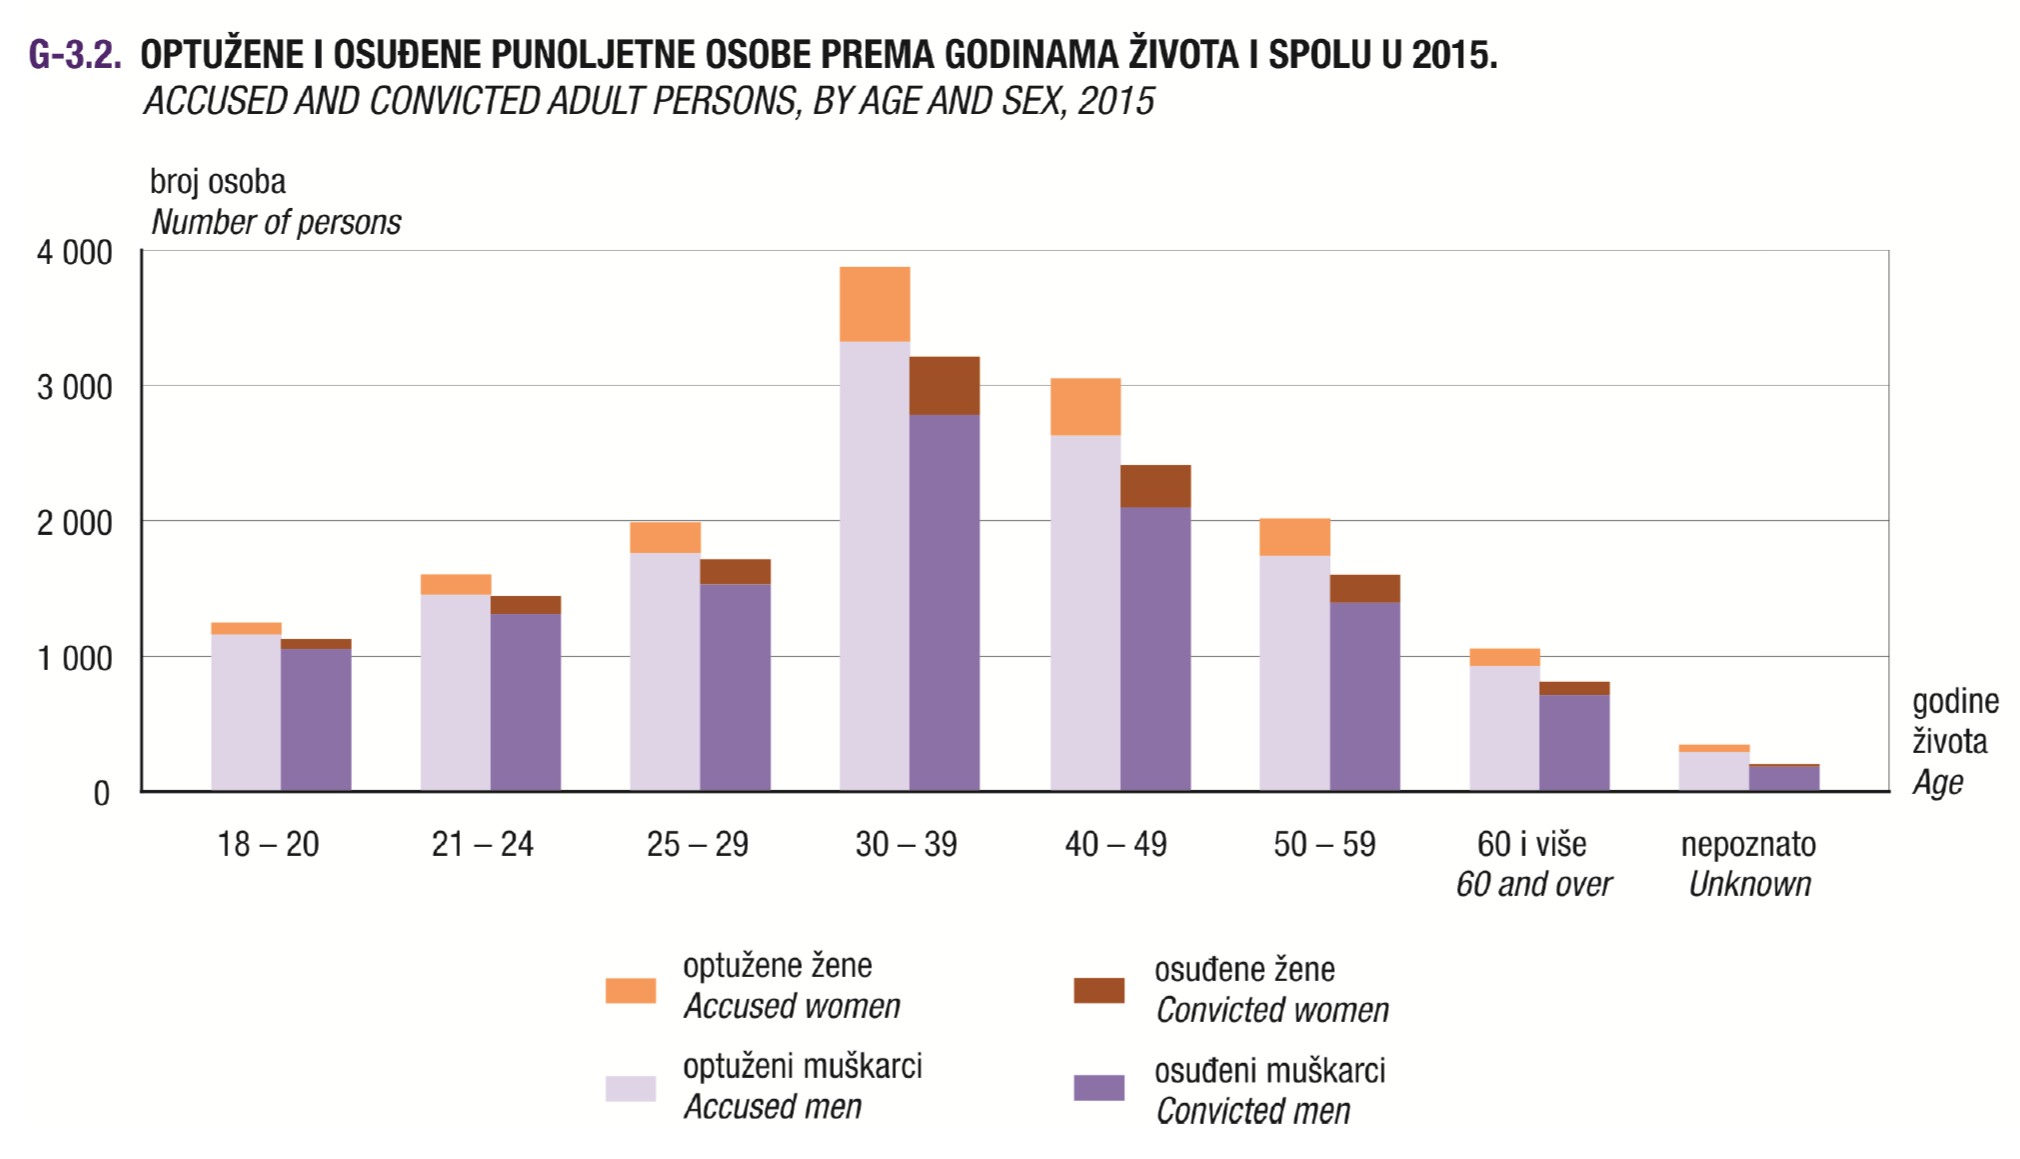 G-3.2. OPTUŽENE I OSUĐENE PUNOLJETNE OSOBE PREMA GODINAMA ŽIVOTA I SPOLU U 2015.
ACCUSED AND CONVICTED ADULT PERSONS, BY AGE AND SEX, 2015
broj osoba
Number of persons
4 000
3 000
2 000
1 000
0
godine
života
Age
18 – 20
21 – 24
25 – 29
30 – 39
40 – 49
50 – 59
60 i više
60 and over
nepoznato
Unknown
optužene žene
Accused women
osuđene žene
Convicted women
optuženi muškarci
Accused men
osuđeni muškarci
Convicted men